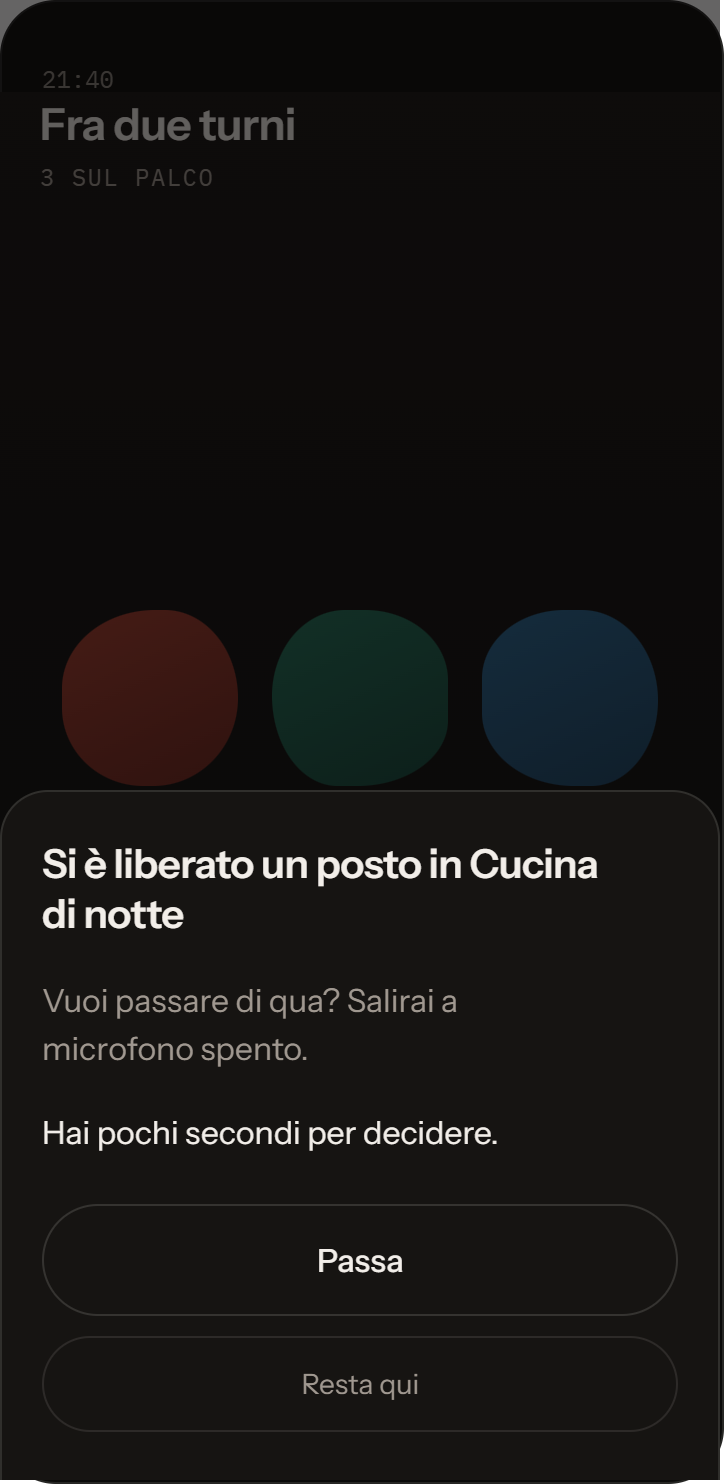 21:40
Fra due turni
3 SUL PALCO
Si è liberato un posto in Cucina
di notte
Vuoi passare di qua? Salirai a
microfono spento.
Hai pochi secondi per decidere.
Passa
Resta qui